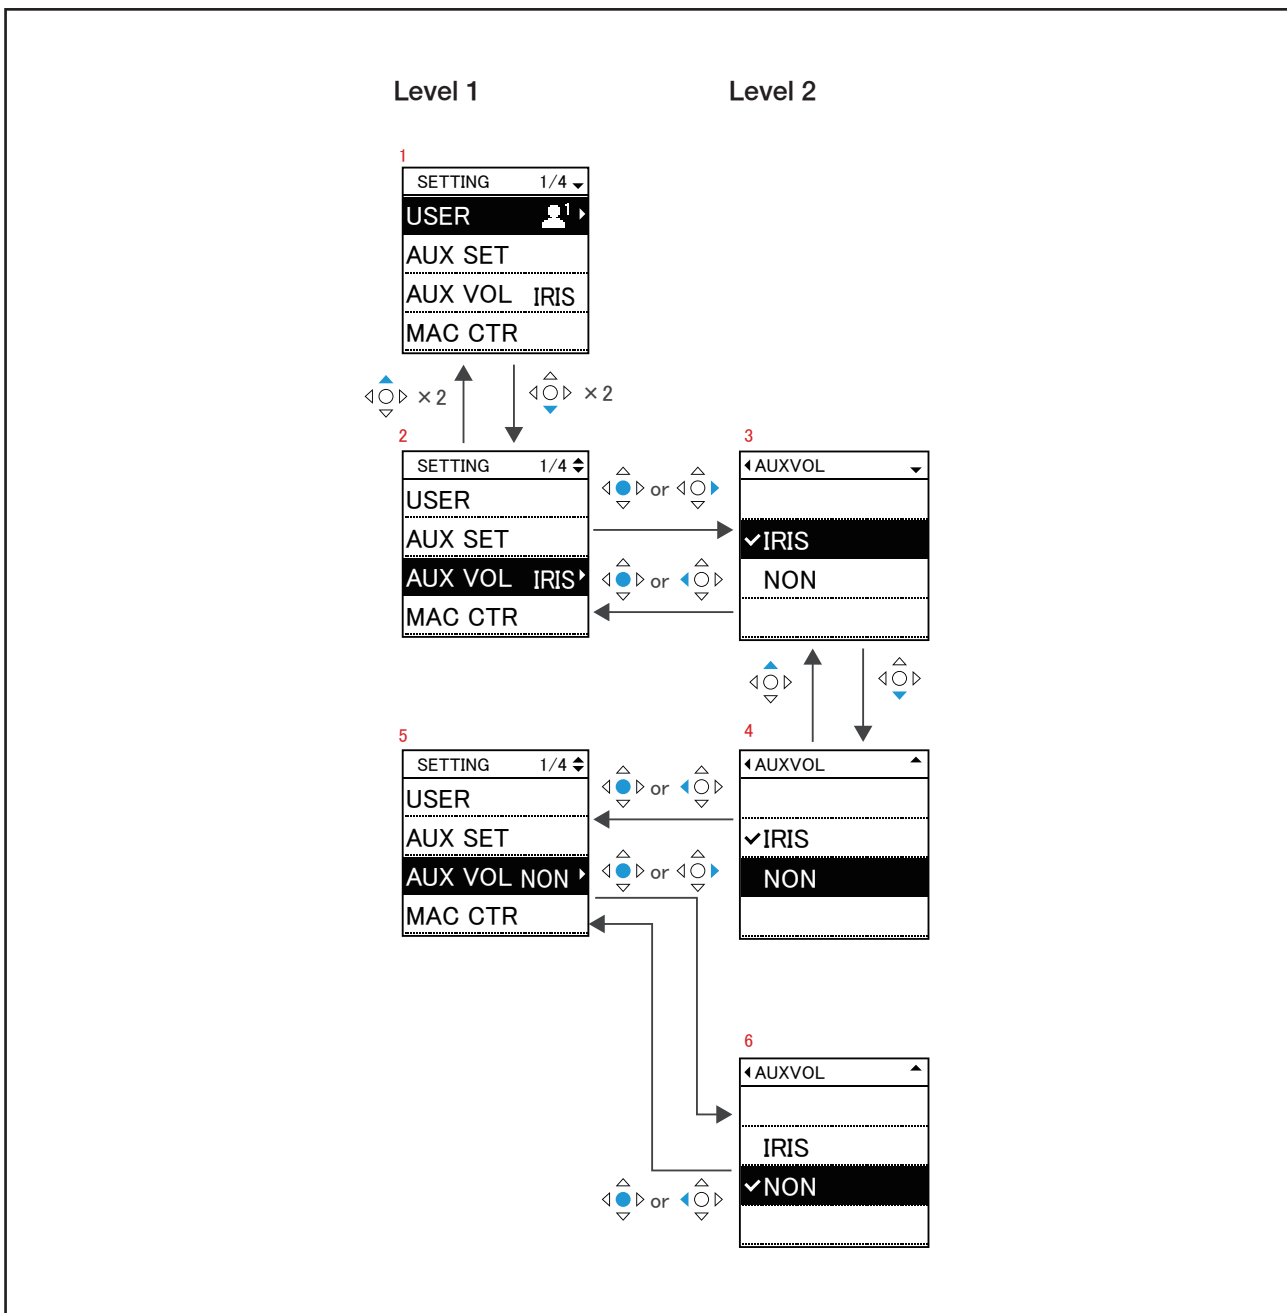 Level 1 Level 2
1
SETTING 1/4
USER 1
AUX SET
AUX VOL IRIS
MAC CTR
×2 ×2
2
SETTING 1/4
USER
AUX SET
AUX VOL IRIS
MAC CTR
or
or
3
AUXVOL
IRIS
NON
5
SETTING 1/4
USER
AUX SET
AUX VOL NON
MAC CTR
or
or
4
AUXVOL
IRIS
NON
6
AUXVOL
IRIS
NON
or